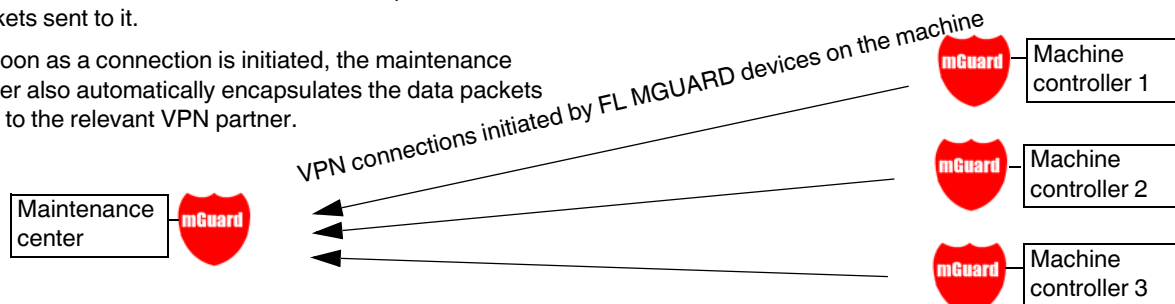 kets sent to it.
oon as a connection is initiated, the maintenance
er also automatically encapsulates the data packets
to the relevant VPN partner.
VPN connections initiated by FL MGUARD devices on the machine
mGuard
Machine
controller 1
mGuard
Machine
controller 2
Maintenance
center
mGuard
mGuard
Machine
controller 3